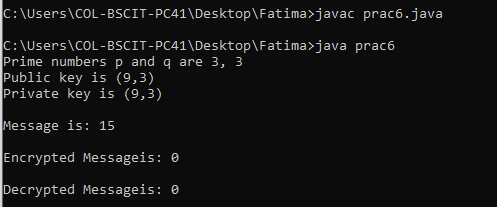 C:\Users\COL-BSCIT-PC41\Desktop\Fatima>javac prac6.java
C:\Users\COL-BSCIT-PC41\Desktop\Fatima>java prac6
Prime numbers p and q are 3, 3
Public key is (9,3)
Private key is (9,3)
Message is: 15
Encrypted Messageis: 0
Decrypted Messageis: 0